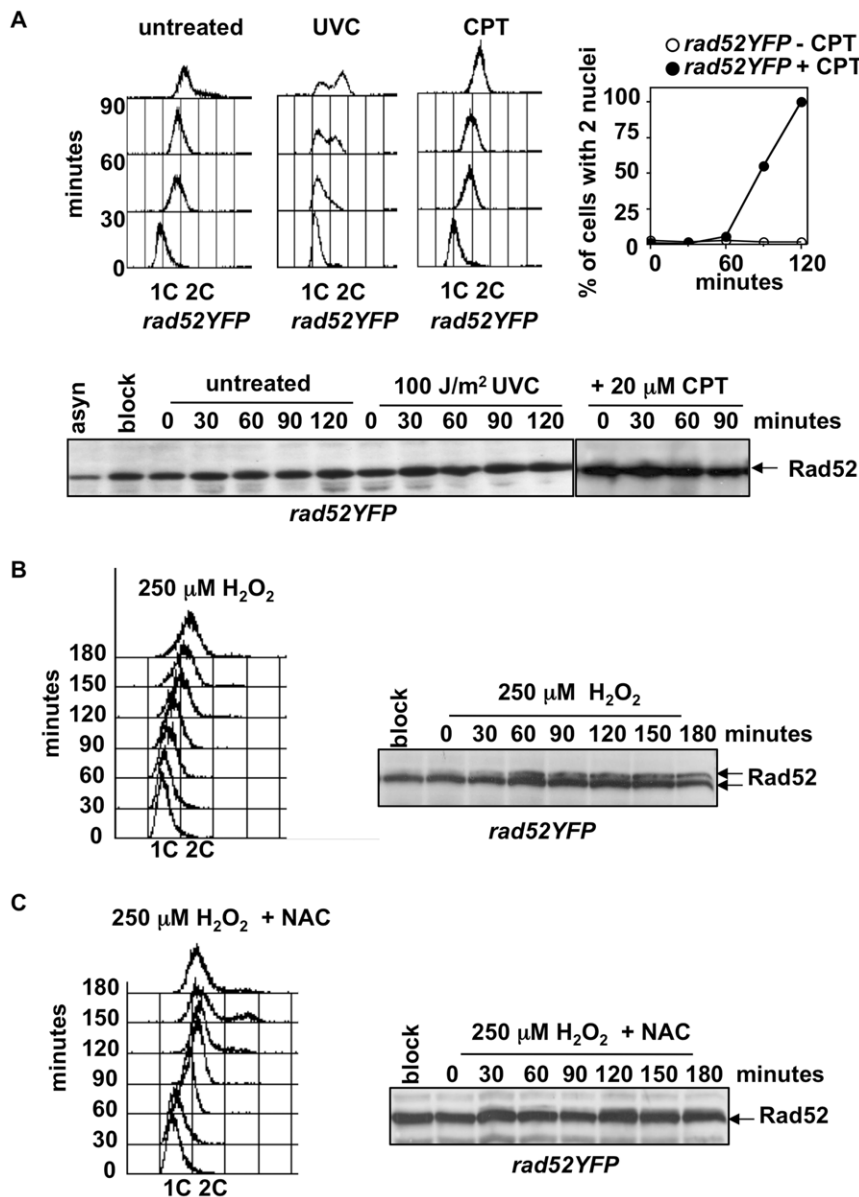 A
untreated
UVC
CPT
rad52YFP - CPT
rad52YFP + CPT
minutes
90
60
30
0
1C 2C
1C 2C
1C 2C
rad52YFP
rad52YFP
rad52YFP
% of cells with 2 nuclei
100
75
50
25
0
0
60
120
minutes
asyn
block
untreated
100 J/m² UVC
+ 20 μM CPT
0 30 60 90 120 0 30 60 90 120 0 30 60 90 minutes
Rad52
rad52YFP
B
250 μM H₂O₂
minutes
180
150
120
90
60
30
0
1C 2C
block
250 μM H₂O₂
0 30 60 90 120 150 180 minutes
Rad52
rad52YFP
C
250 μM H₂O₂ + NAC
minutes
180
150
120
90
60
30
0
1C 2C
block
250 μM H₂O₂ + NAC
0 30 60 90 120 150 180 minutes
Rad52
rad52YFP